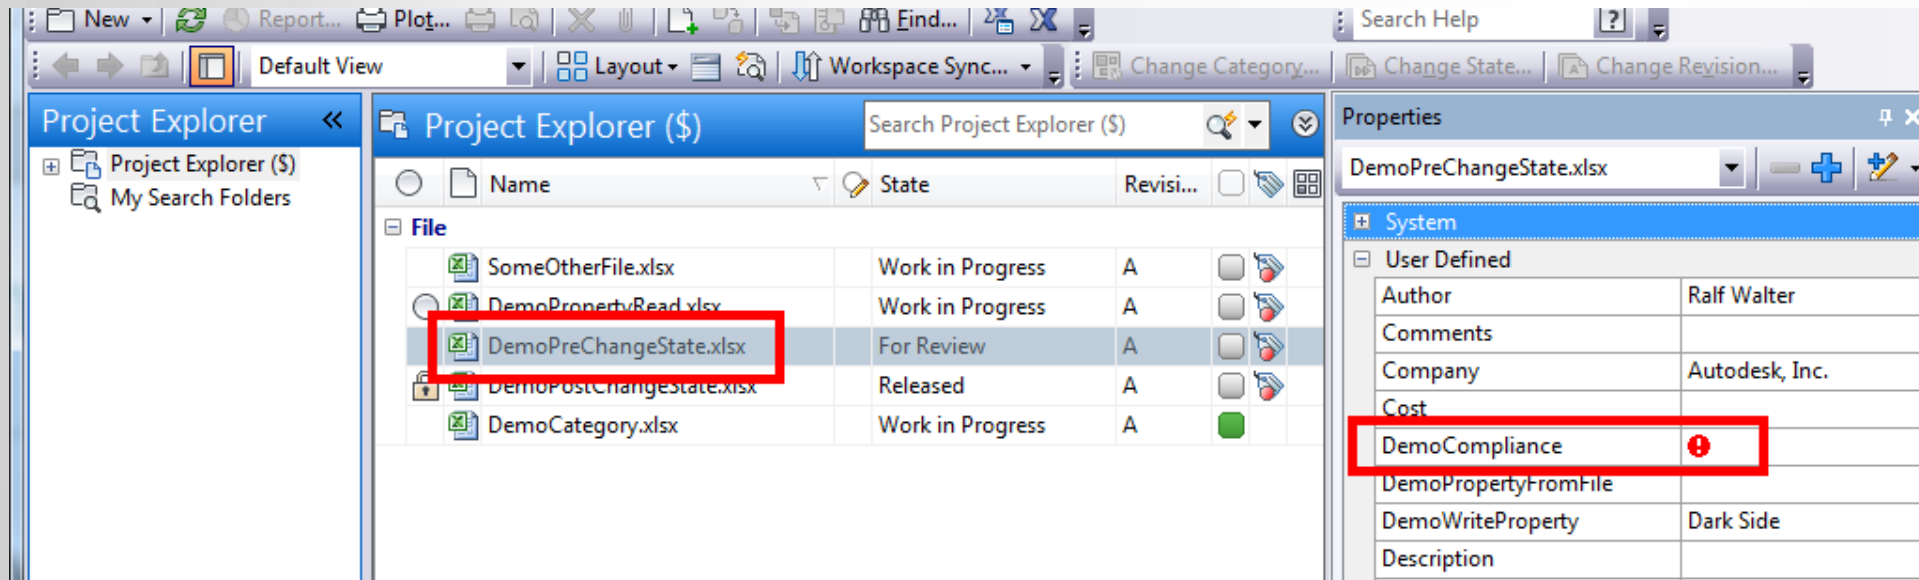 New Report... Plot... Find... Search Help ?
Default View Layout Workspace Sync... Change Category... Change State... Change Revision...
Project Explorer «
Project Explorer ($)
My Search Folders
Project Explorer ($) Search Project Explorer ($)
Name State Revisi...
File
SomeOtherFile.xlsx Work in Progress A
DemoPropertyRead.xlsx Work in Progress A
DemoPreChangeState.xlsx For Review A
DemoPostChangeState.xlsx Released A
DemoCategory.xlsx Work in Progress A
Properties
DemoPreChangeState.xlsx
System
User Defined
Author Ralf Walter
Comments
Company Autodesk, Inc.
Cost
DemoCompliance
DemoPropertyFromFile
DemoWriteProperty Dark Side
Description